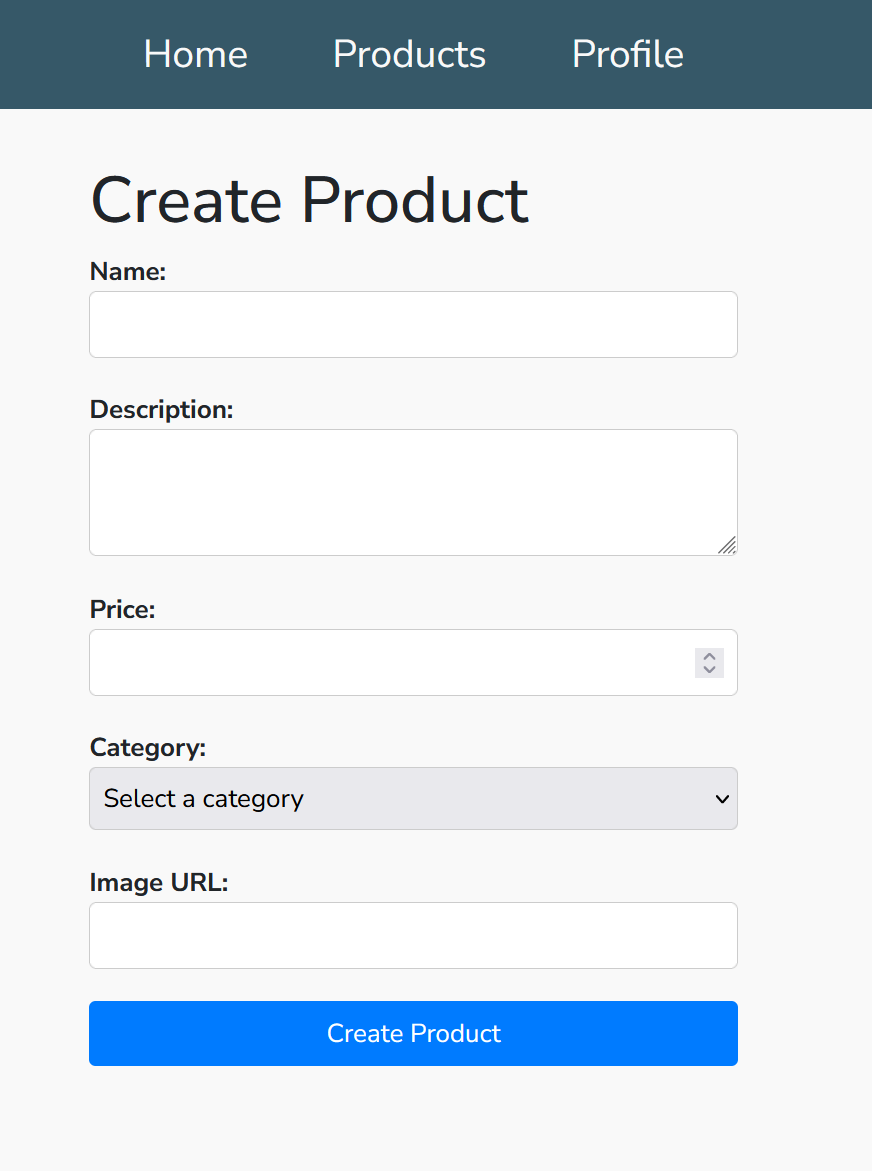 Home Products Profile
Create Product
Name:
Description:
Price:
Category:
Select a category
Image URL:
Create Product